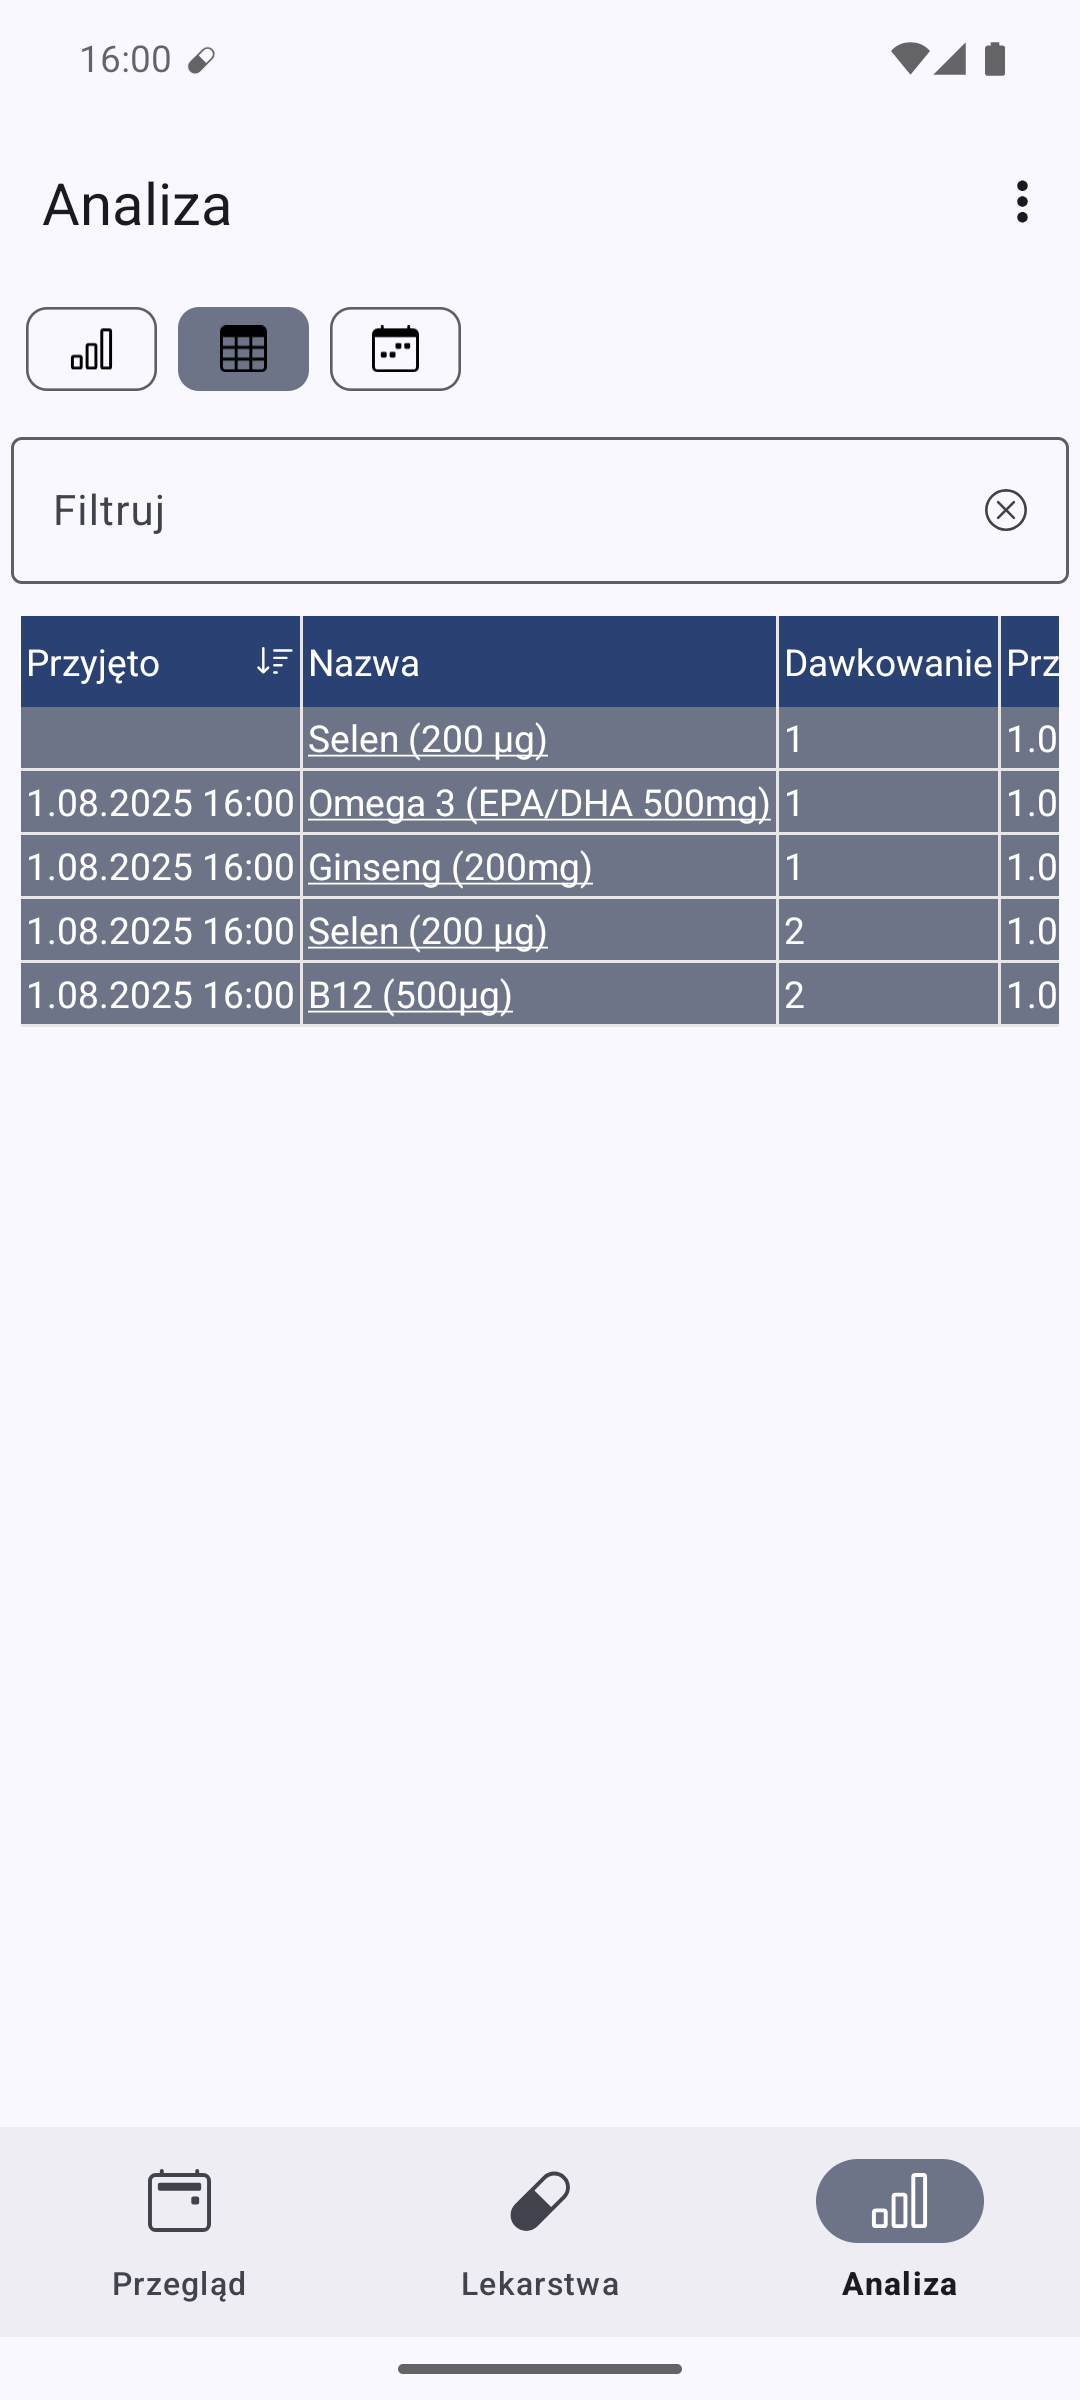 16:00
Analiza
Filtruj
Przyjęto Nazwa Dawkowanie Prz
Selen (200 µg) 1 1.0
1.08.2025 16:00 Omega 3 (EPA/DHA 500mg) 1 1.0
1.08.2025 16:00 Ginseng (200mg) 1 1.0
1.08.2025 16:00 Selen (200 µg) 2 1.0
1.08.2025 16:00 B12 (500µg) 2 1.0
Przegląd Lekarstwa Analiza